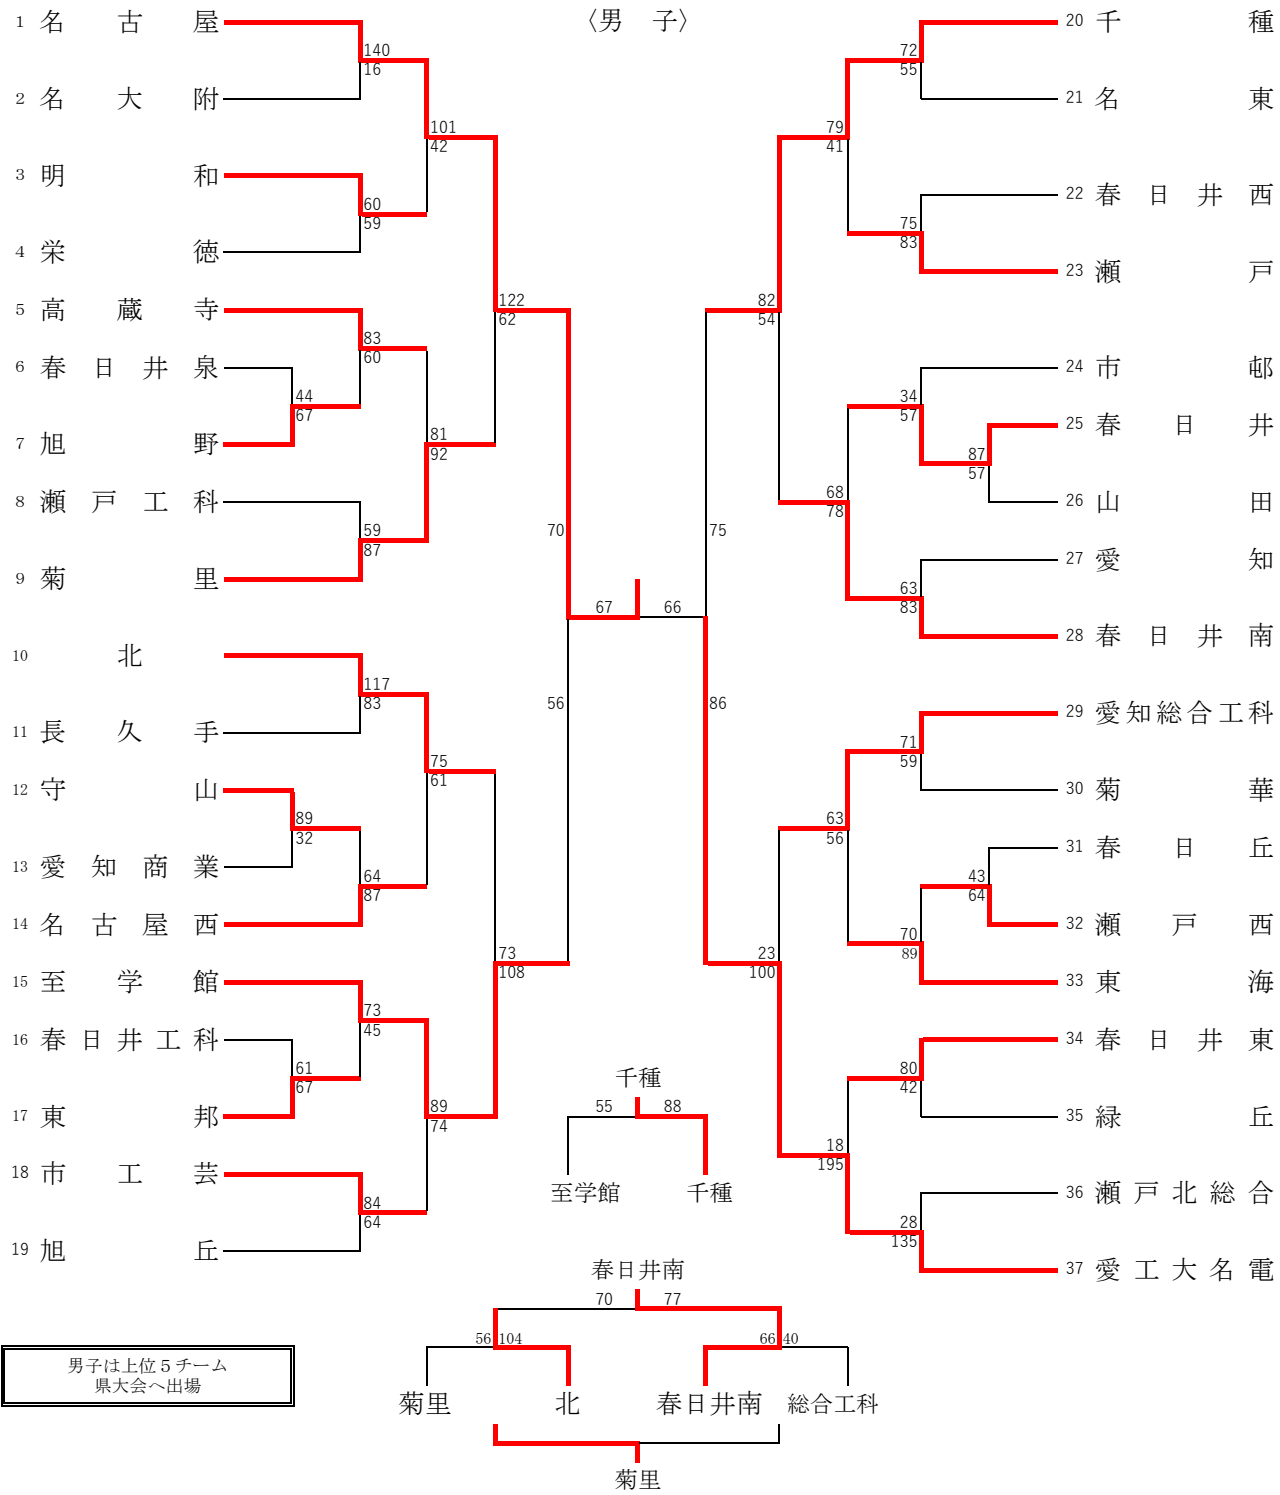 〈男　子〉
1 名古屋
140
16
2 名大附
101
42
3 明和
60
59
4 栄徳
122
62
5 高蔵寺
83
60
6 春日井泉
44
67
7 旭野
81
92
8 瀬戸工科
59
87
9 菊里
70
56
10 北
117
83
11 長久手
75
61
12 守山
89
32
13 愛知商業
64
87
14 名古屋西
73
108
15 至学館
73
45
16 春日井工科
61
67
17 東邦
89
74
18 市工芸
84
64
19 旭丘
67 66
20 千種
72
55
21 名東
79
41
22 春日井西
75
83
23 瀬戸
82
54
24 市邨
34
57
25 春日井
87
57
26 山田
68
78
27 愛知
63
83
28 春日井南
75
86
29 愛知総合工科
71
59
30 菊華
63
56
31 春日丘
43
64
32 瀬戸西
70
89
33 東海
23
100
34 春日井東
80
42
35 緑丘
18
195
36 瀬戸北総合
28
135
37 愛工大名電
千種
55 88
至学館 千種
春日井南
70 77
56 104 66 40
菊里 北 春日井南 総合工科
菊里
男子は上位５チーム
県大会へ出場